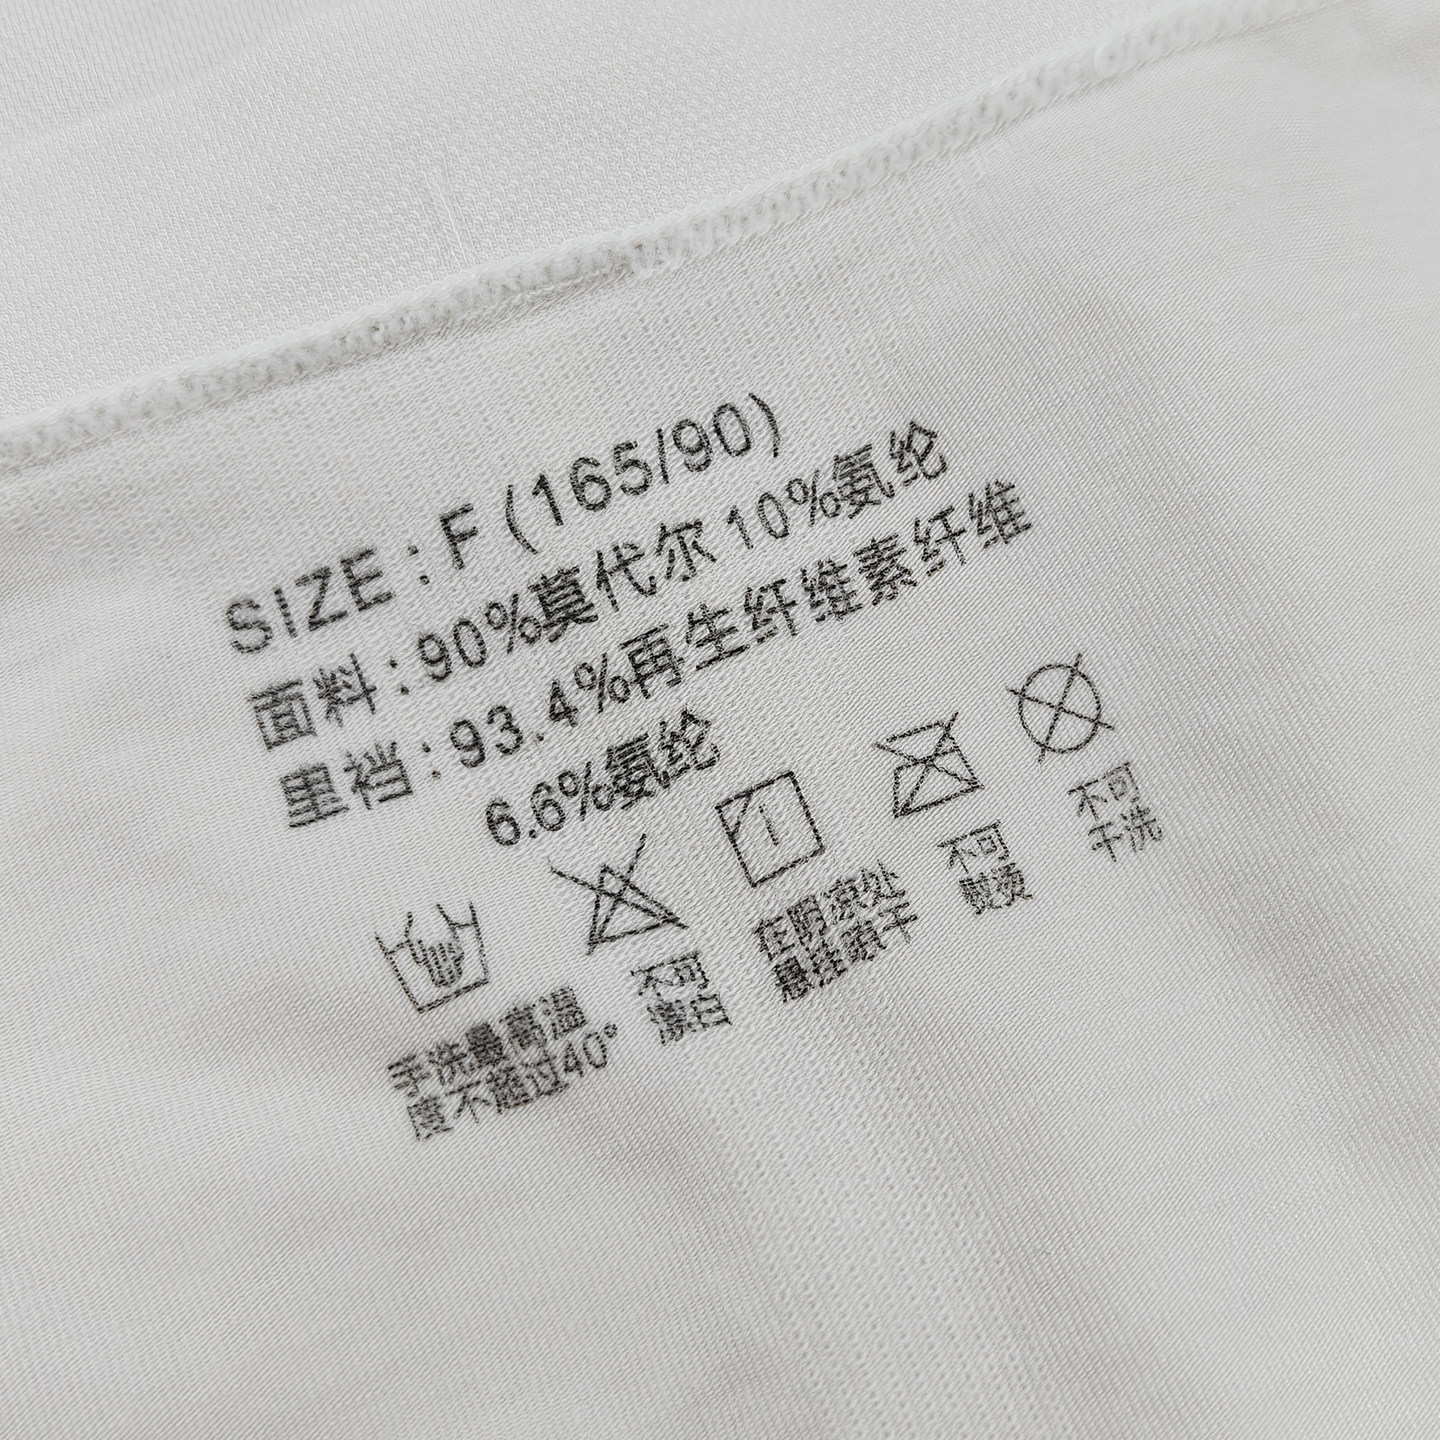 SIZE：F（165/90）
面料：90%莫代尔 10%氨纶
里裆：93.4%再生纤维素纤维
6.6%氨纶
手洗最高温
度不超过40°
不可
漂白
在阴凉处
悬挂晾干
不可
熨烫
不可
干洗